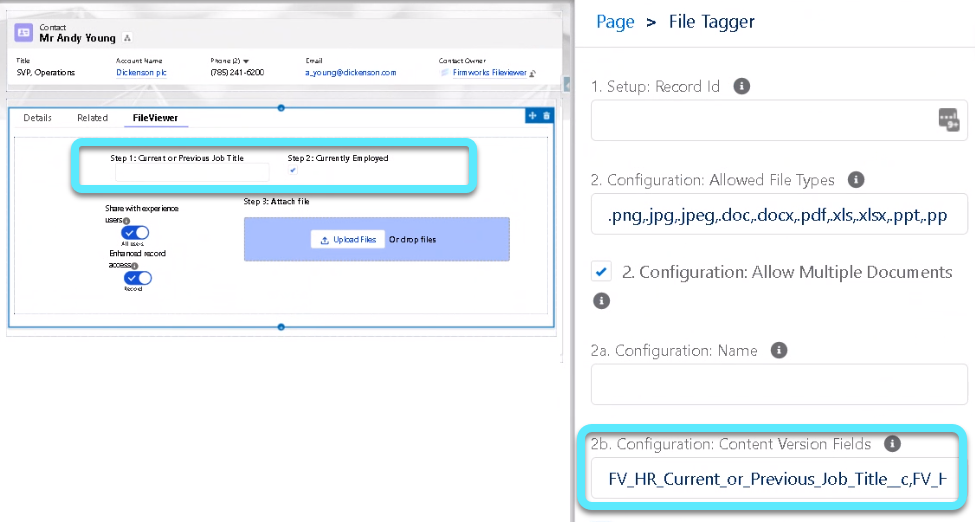 Contact
Mr Andy Young
Title
SVP, Operations
Account Name
Dickenson plc
Phone (2)
(785) 241-6200
Email
a_young@dickenson.com
Contact Owner
Firmworks Fileviewer
Details
Related
FileViewer
Step 1: Current or Previous Job Title
Step 2: Currently Employed
Share with experience
users
All users
Enhanced record
access
Record
Step 3: Attach file
Upload Files
Or drop files
Page > File Tagger
1. Setup: Record Id
9+
2. Configuration: Allowed File Types
.png,.jpg,.jpeg,.doc,.docx,.pdf,.xls,.xlsx,.ppt,.pp
2. Configuration: Allow Multiple Documents
2a. Configuration: Name
2b. Configuration: Content Version Fields
FV_HR_Current_or_Previous_Job_Title__c,FV_H